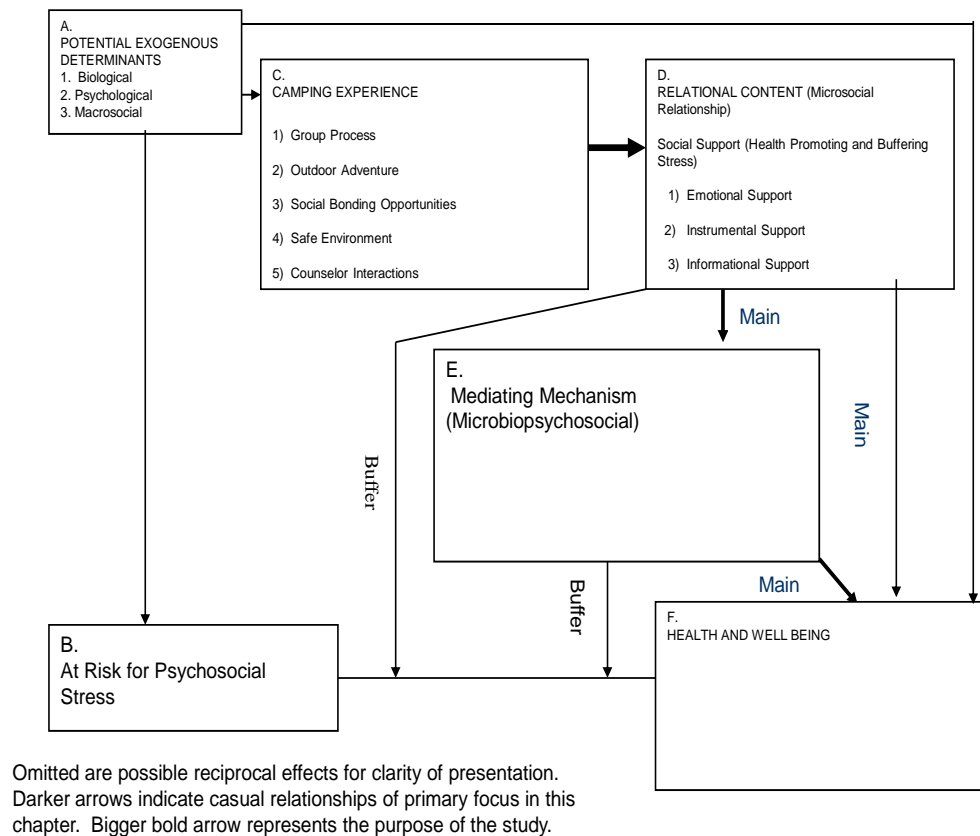 A.
POTENTIAL EXOGENOUS
DETERMINANTS
1. Biological
2. Psychological
3. Macrosocial
C.
CAMPING EXPERIENCE
1) Group Process
2) Outdoor Adventure
3) Social Bonding Opportunities
4) Safe Environment
5) Counselor Interactions
D.
RELATIONAL CONTENT (Microsocial
Relationship)
Social Support (Health Promoting and Buffering
Stress)
1) Emotional Support
2) Instrumental Support
3) Informational Support
Main
E.
Mediating Mechanism
(Microbiopsychosocial)
Main
Buffer
Buffer
Main
B.
At Risk for Psychosocial
Stress
F.
HEALTH AND WELL BEING
Omitted are possible reciprocal effects for clarity of presentation.
Darker arrows indicate casual relationships of primary focus in this
chapter. Bigger bold arrow represents the purpose of the study.